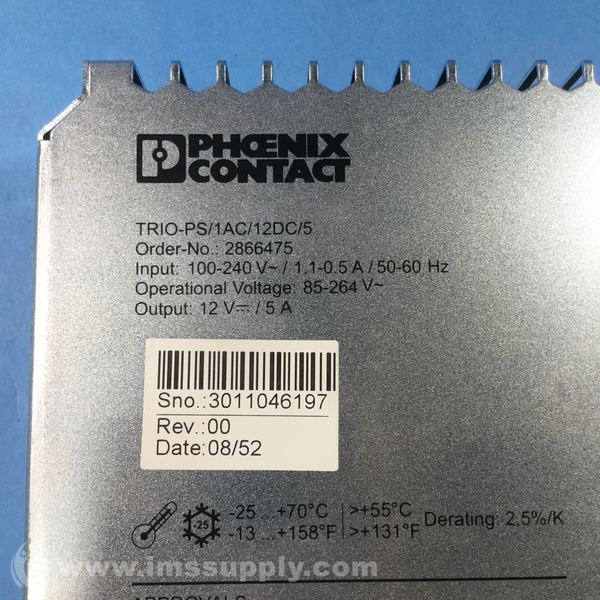 PHŒNIX
CONTACT
TRIO-PS/1AC/12DC/5
Order-No.: 2866475
Input: 100-240 V~ / 1,1-0.5 A / 50-60 Hz
Operational Voltage: 85-264 V~
Output: 12 V⎓ / 5 A
Sno.:3011046197
Rev.:00
Date:08/52
-25 -25 ...+70°C >+55°C Derating: 2,5%/K
-13 ...+158°F >+131°F
www.imssupply.com